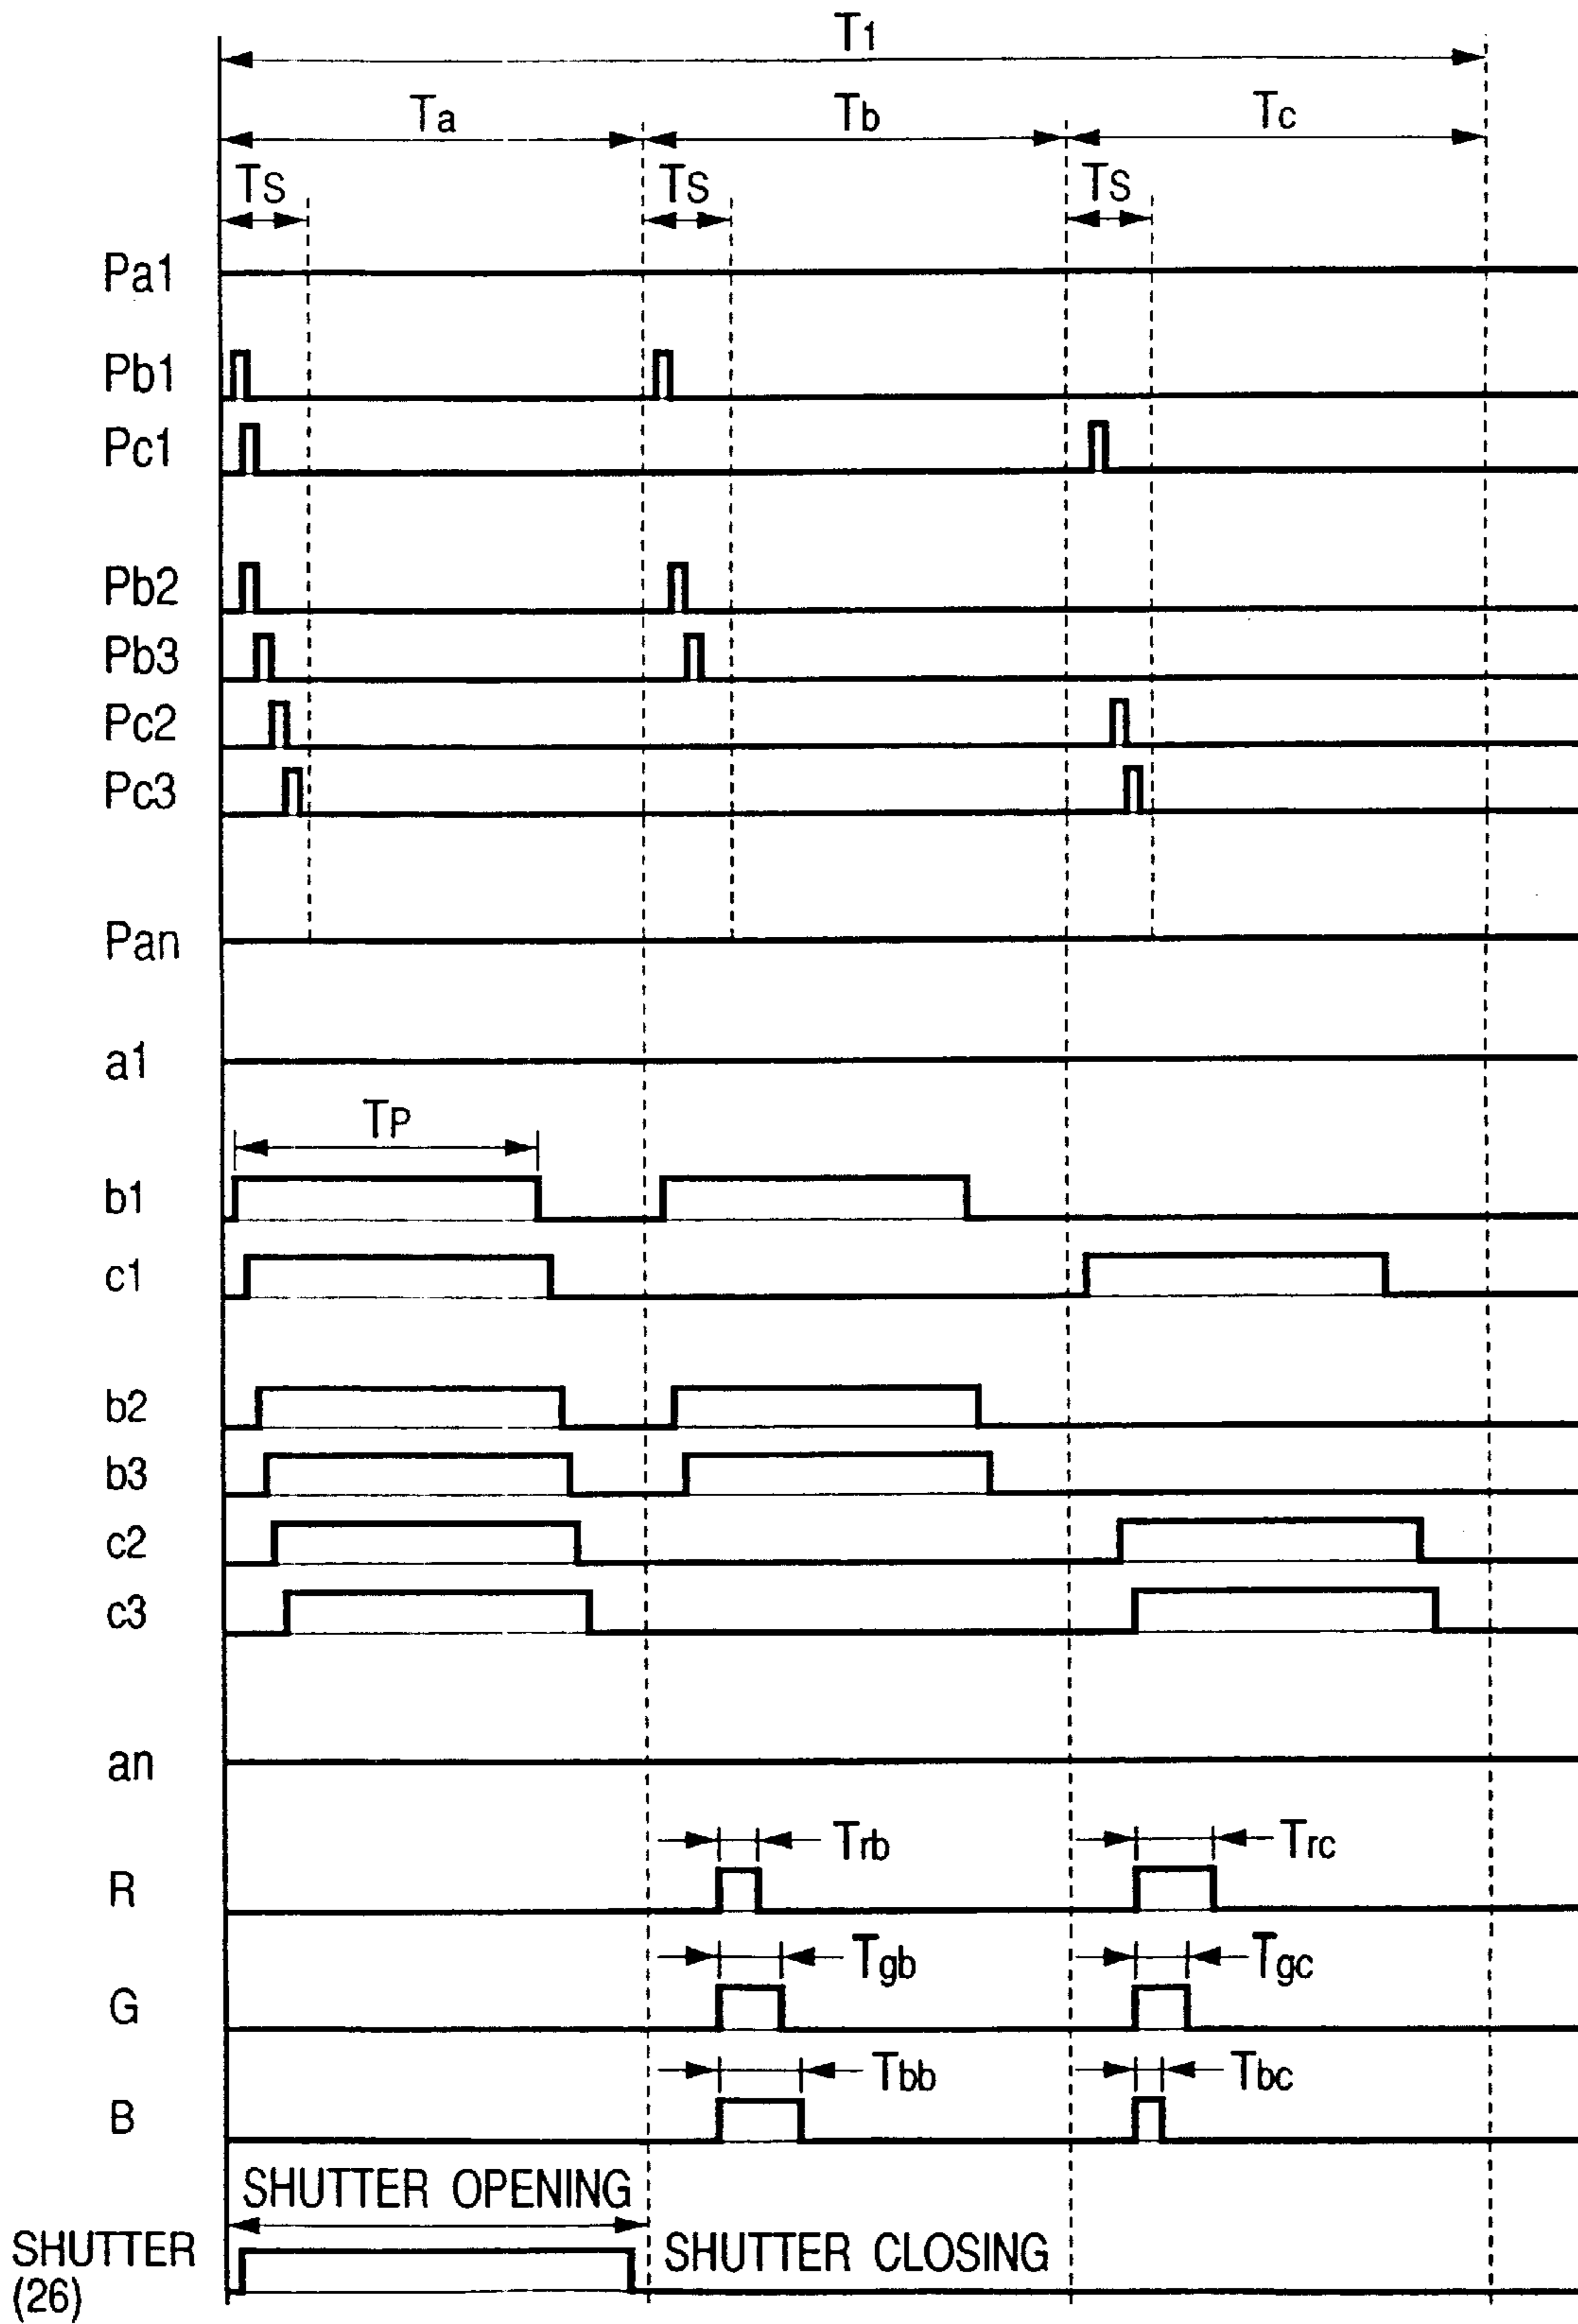 T1
Ta Tb Tc
TS TS TS
Pa1
Pb1
Pc1
Pb2
Pb3
Pc2
Pc3
Pan
a1
TP
b1
c1
b2
b3
c2
c3
an
Trb Trc
R
Tgb Tgc
G
Tbb Tbc
B
SHUTTER OPENING
SHUTTER CLOSING
SHUTTER
(26)